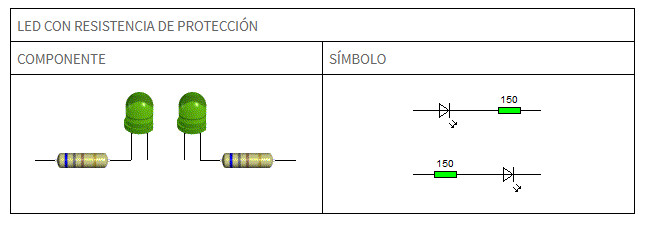 LED CON RESISTENCIA DE PROTECCIÓN
COMPONENTE
SÍMBOLO
150
150